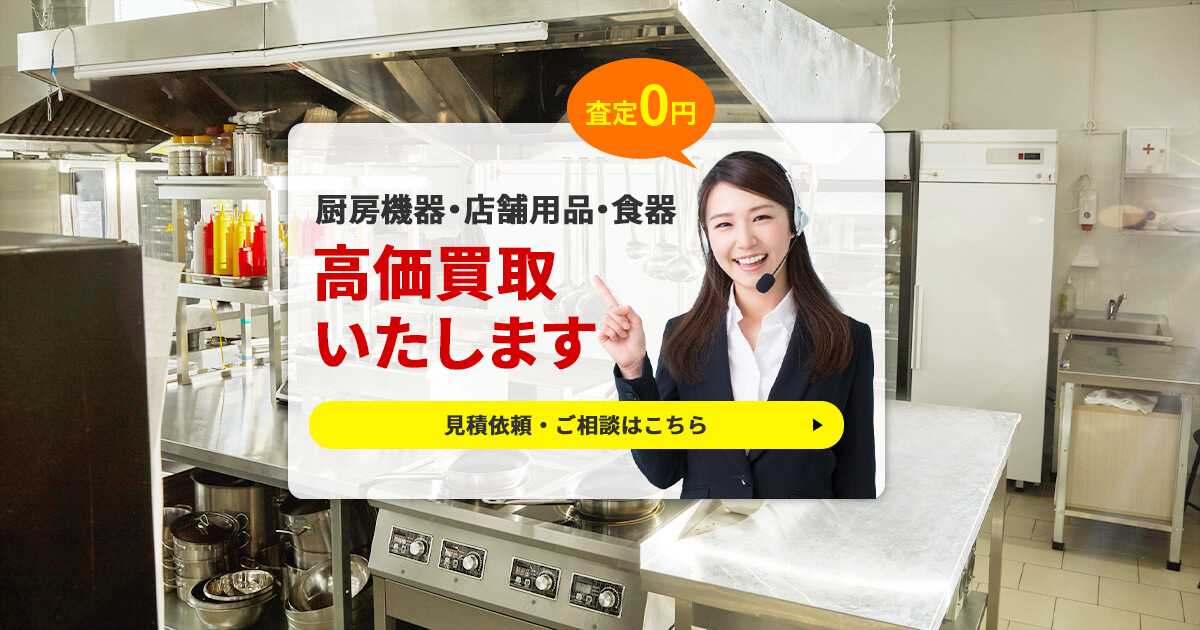 査定0円
厨房機器・店舗用品・食器
高価買取
いたします
見積依頼・ご相談はこちら